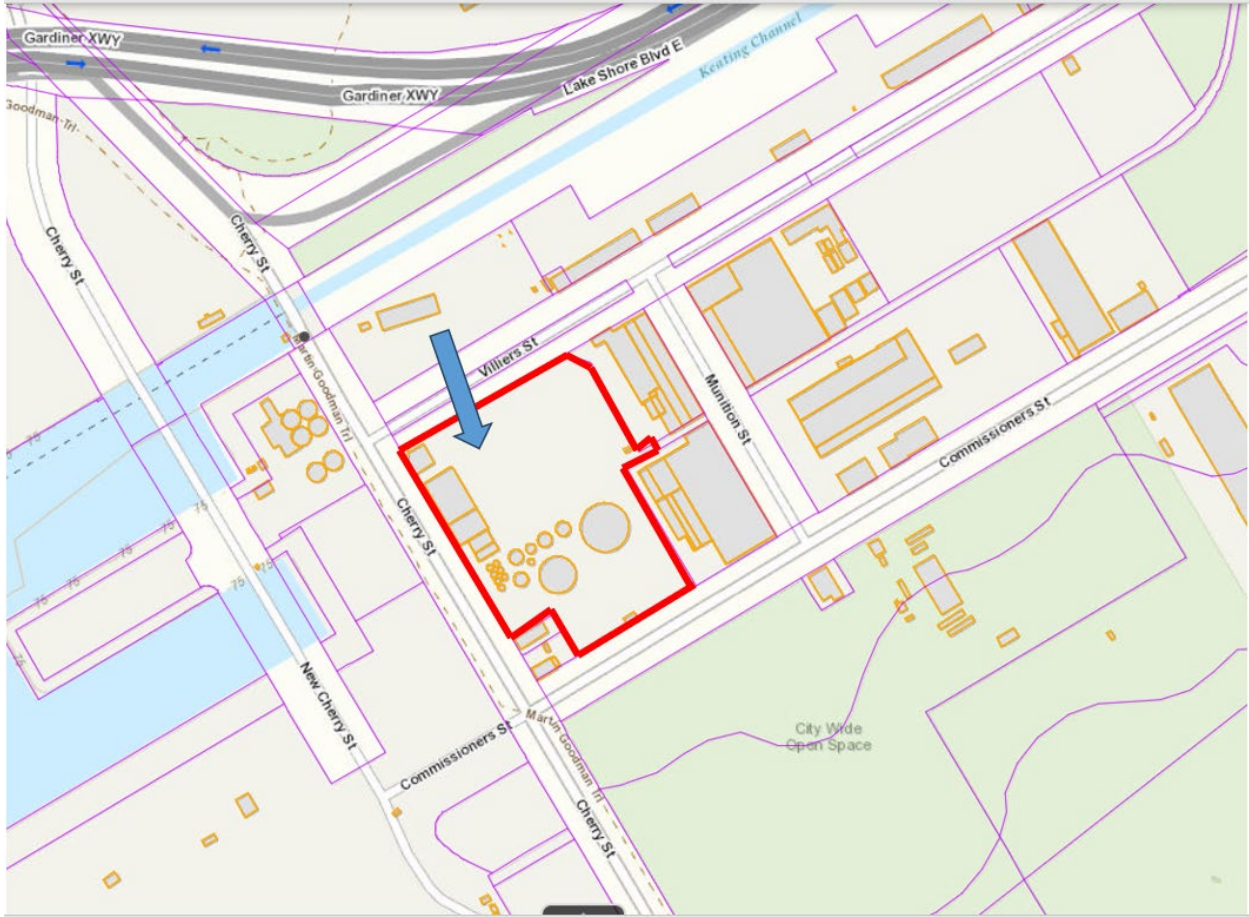 Gardiner XWY
Gardiner XWY
Lake Shore Blvd E
Keating Channel
Goodman Trl
Cherry St
Cherry St
Martin Goodman Trl
Villiers St
Munition St
Commissioners St
Cherry St
75
75
75
75
75
75
75
New Cherry St
Commissioners St
Martin Goodman Trl
City Wide
Open Space
Cherry St